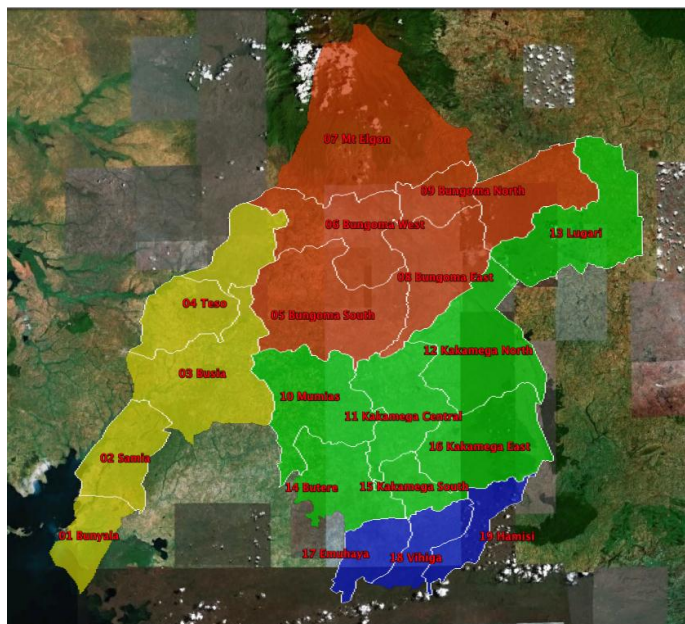 07 Mt Elgon
09 Bungoma North
06 Bungoma West
13 Lugari
08 Bungoma East
04 Teso
05 Bungoma South
12 Kakamega North
03 Busia
10 Mumias
11 Kakamega Central
16 Kakamega East
02 Samia
14 Butere
15 Kakamega South
01 Bunyala
19 Hamisi
17 Emuhaya
18 Vihiga